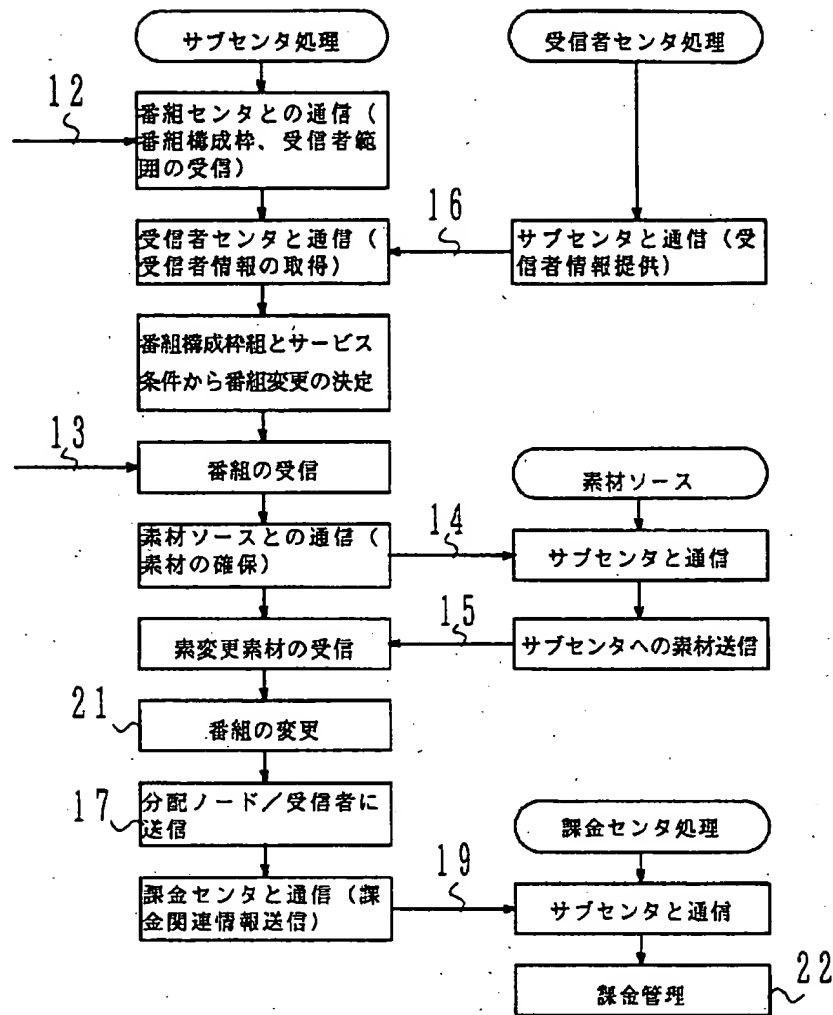 サブセンタ処理
受信者センタ処理
12
番組センタとの通信（
番組構成枠、受信者範
囲の受信）
受信者センタと通信（
受信者情報の取得）
16
サブセンタと通信（受
信者情報提供）
番組構成枠組とサービス
条件から番組変更の決定
13
番組の受信
素材ソース
素材ソースとの通信（
素材の確保）
14
サブセンタと通信
素変更素材の受信
15
サブセンタへの素材送信
21
番組の変更
17
分配ノード／受信者に
送信
課金センタ処理
課金センタと通信（課
金関連情報送信）
19
サブセンタと通信
課金管理
22